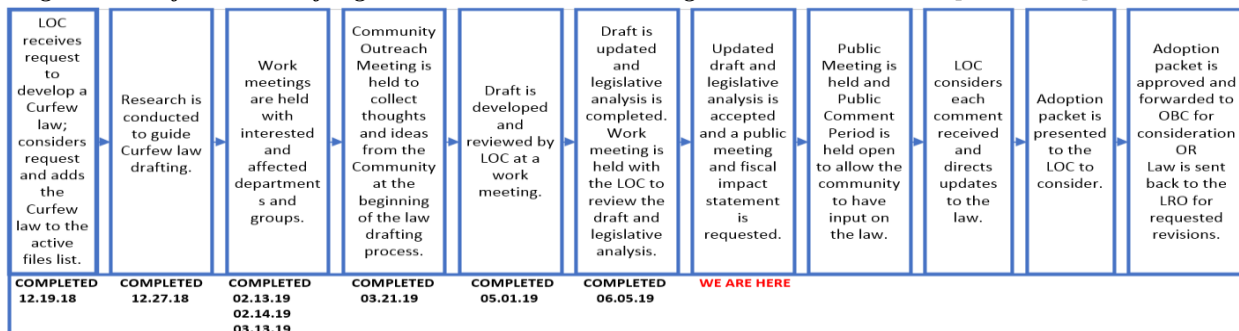 LOC
receives
request
to
develop a
Curfew
law;
considers
request
and adds
the
Curfew
law to the
active
files list.
Research is
conducted
to guide
Curfew law
drafting.
Work
meetings
are held
with
interested
and
affected
department
s and
groups.
Community
Outreach
Meeting is
held to
collect
thoughts
and ideas
from the
Community
at the
beginning
of the law
drafting
process.
Draft is
developed
and
reviewed by
LOC at a
work
meeting.
Draft is
updated
and
legislative
analysis is
completed.
Work
meeting is
held with
the LOC to
review the
draft and
legislative
analysis.
Updated
draft and
legislative
analysis is
accepted
and a public
meeting
and fiscal
impact
statement
is
requested.
Public
Meeting is
held and
Public
Comment
Period is
held open
to allow the
community
to have
input on
the law.
LOC
considers
each
comment
received
and
directs
updates
to the
law.
Adoption
packet is
presented
to the
LOC to
consider.
Adoption
packet is
approved and
forwarded to
OBC for
consideration
OR
Law is sent
back to the
LRO for
requested
revisions.
COMPLETED
12.19.18
COMPLETED
12.27.18
COMPLETED
02.13.19
02.14.19
03.13.19
COMPLETED
03.21.19
COMPLETED
05.01.19
COMPLETED
06.05.19
WE ARE HERE